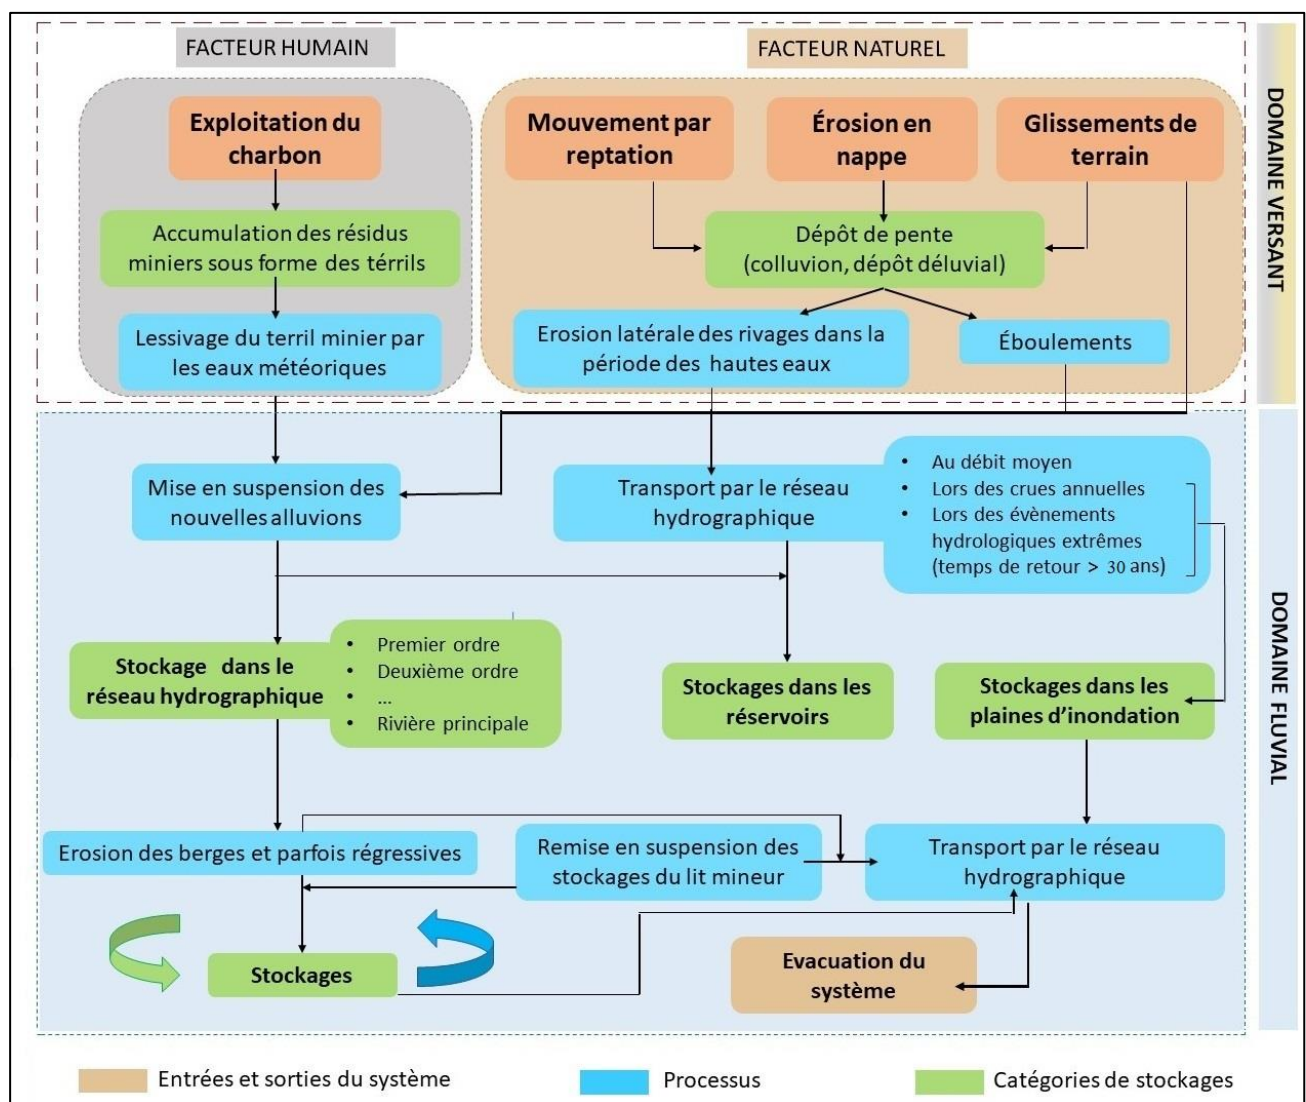 FACTEUR HUMAIN
FACTEUR NATUREL
Exploitation du
charbon
Mouvement par
reptation
Érosion en
nappe
Glissements de
terrain
DOMAINE VERSANT
Accumulation des résidus
miniers sous forme des térrils
Dépôt de pente
(colluvion, dépôt déluvial)
Lessivage du terril minier par
les eaux météoriques
Erosion latérale des rivages dans la
période des hautes eaux
Éboulements
Mise en suspension des
nouvelles alluvions
Transport par le réseau
hydrographique
• Au débit moyen
• Lors des crues annuelles
• Lors des évènements
hydrologiques extrêmes
(temps de retour > 30 ans)
DOMAINE FLUVIAL
Stockage dans le
réseau hydrographique
• Premier ordre
• Deuxième ordre
• ...
• Rivière principale
Stockages dans les
réservoirs
Stockages dans les
plaines d’inondation
Erosion des berges et parfois régressives
Remise en suspension des
stockages du lit mineur
Transport par le réseau
hydrographique
Stockages
Evacuation du
système
Entrées et sorties du système
Processus
Catégories de stockages